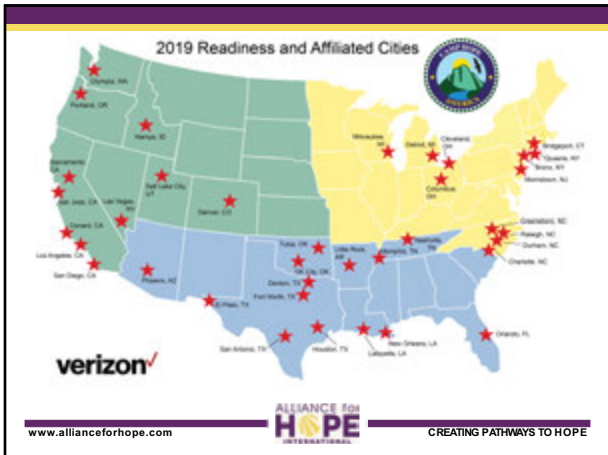 2019 Readiness and Affiliated Cities
CAMP HOPE
AMERICA
Olympia, WA
Portland, OR
Nampa, ID
Sacramento,
CA
San Jose, CA
Oxnard, CA
Los Angeles, CA
San Diego, CA
Las Vegas,
NV
Salt Lake City,
UT
Denver, CO
Phoenix, AZ
El Paso, TX
Tulsa, OK
OK City, OK
Denton, TX
Fort Worth, TX
San Antonio, TX
Houston, TX
Lafayette, LA
New Orleans, LA
Little Rock,
AR
Memphis, TN
Nashville,
TN
Milwaukee,
WI
Detroit, MI
Cleveland,
OH
Columbus,
OH
Bridgeport, CT
Queens, NY
Bronx, NY
Morristown, NJ
Greensboro, NC
Raleigh, NC
Durham, NC
Charlotte, NC
Orlando, FL
verizon
www.allianceforhope.com
ALLIANCE FOR
HOPE
INTERNATIONAL
CREATING PATHWAYS TO HOPE